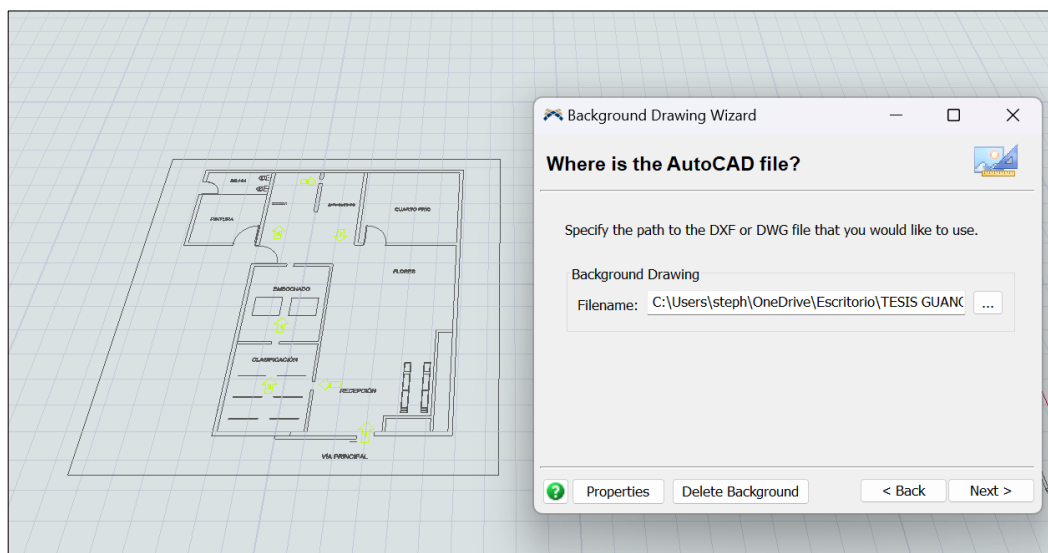 Background Drawing Wizard
Where is the AutoCAD file?
Specify the path to the DXF or DWG file that you would like to use.
Background Drawing
Filename: C:\Users\steph\OneDrive\Escritorio\TESIS GUANC ...
Properties Delete Background < Back Next >
PINTURA
CUARTO FRIO
FLORES
EMBOCHADO
CLASIFICACIÓN
RECEPCIÓN
VÍA PRINCIPAL